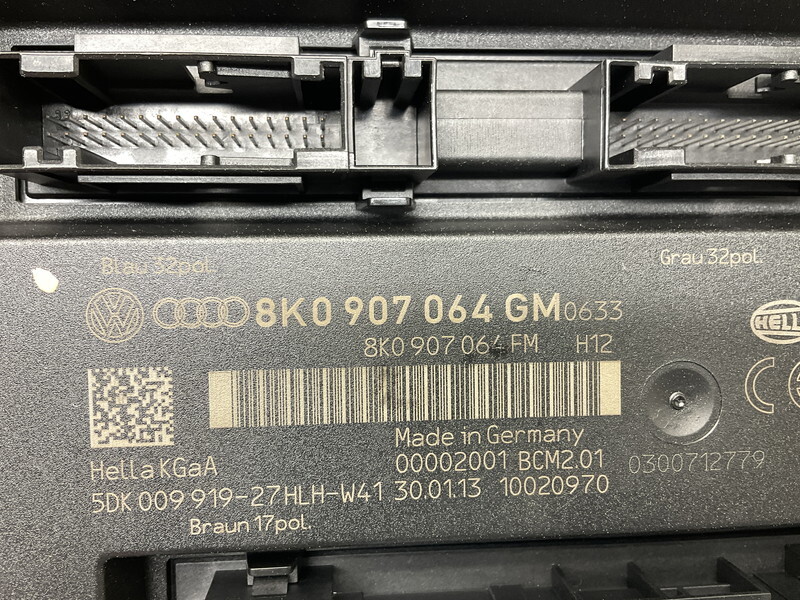 Blau 32pol.
Grau 32pol.
8K0 907 064 GM 0633
HELLA
8K0 907 064 FM H12
Made in Germany
Hella KGaA
00002001 BCM2.01
0300712779
5DK 009 919-27HLH-W41 30.01.13 10020970
Braun 17pol.